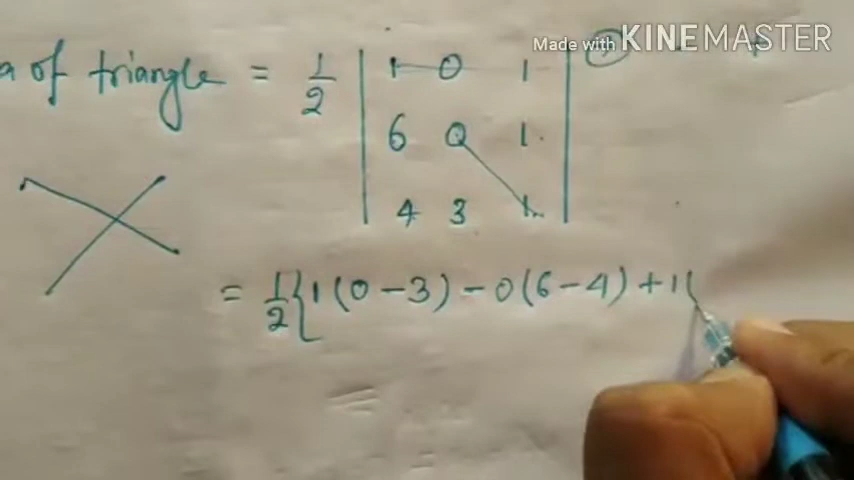 Made with KINEMASTER
a of triangle = 1/2 | 1 0 1 | + - +
6 0 1
4 3 1
= 1/2 { 1 (0 - 3) - 0 (6 - 4) + 1 (